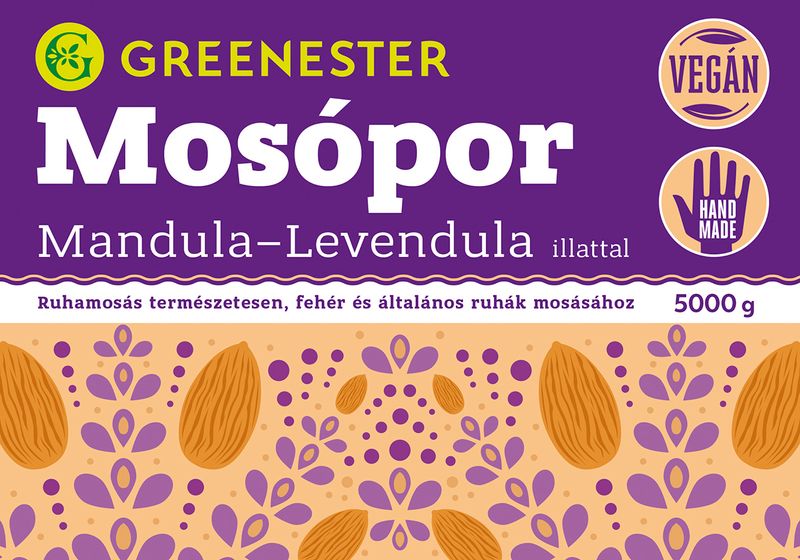 G
GREENESTER
Mosópor
Mandula–Levendula illattal
Ruhamosás természetesen, fehér és általános ruhák mosásához
5000 g
VEGÁN
HAND
MADE